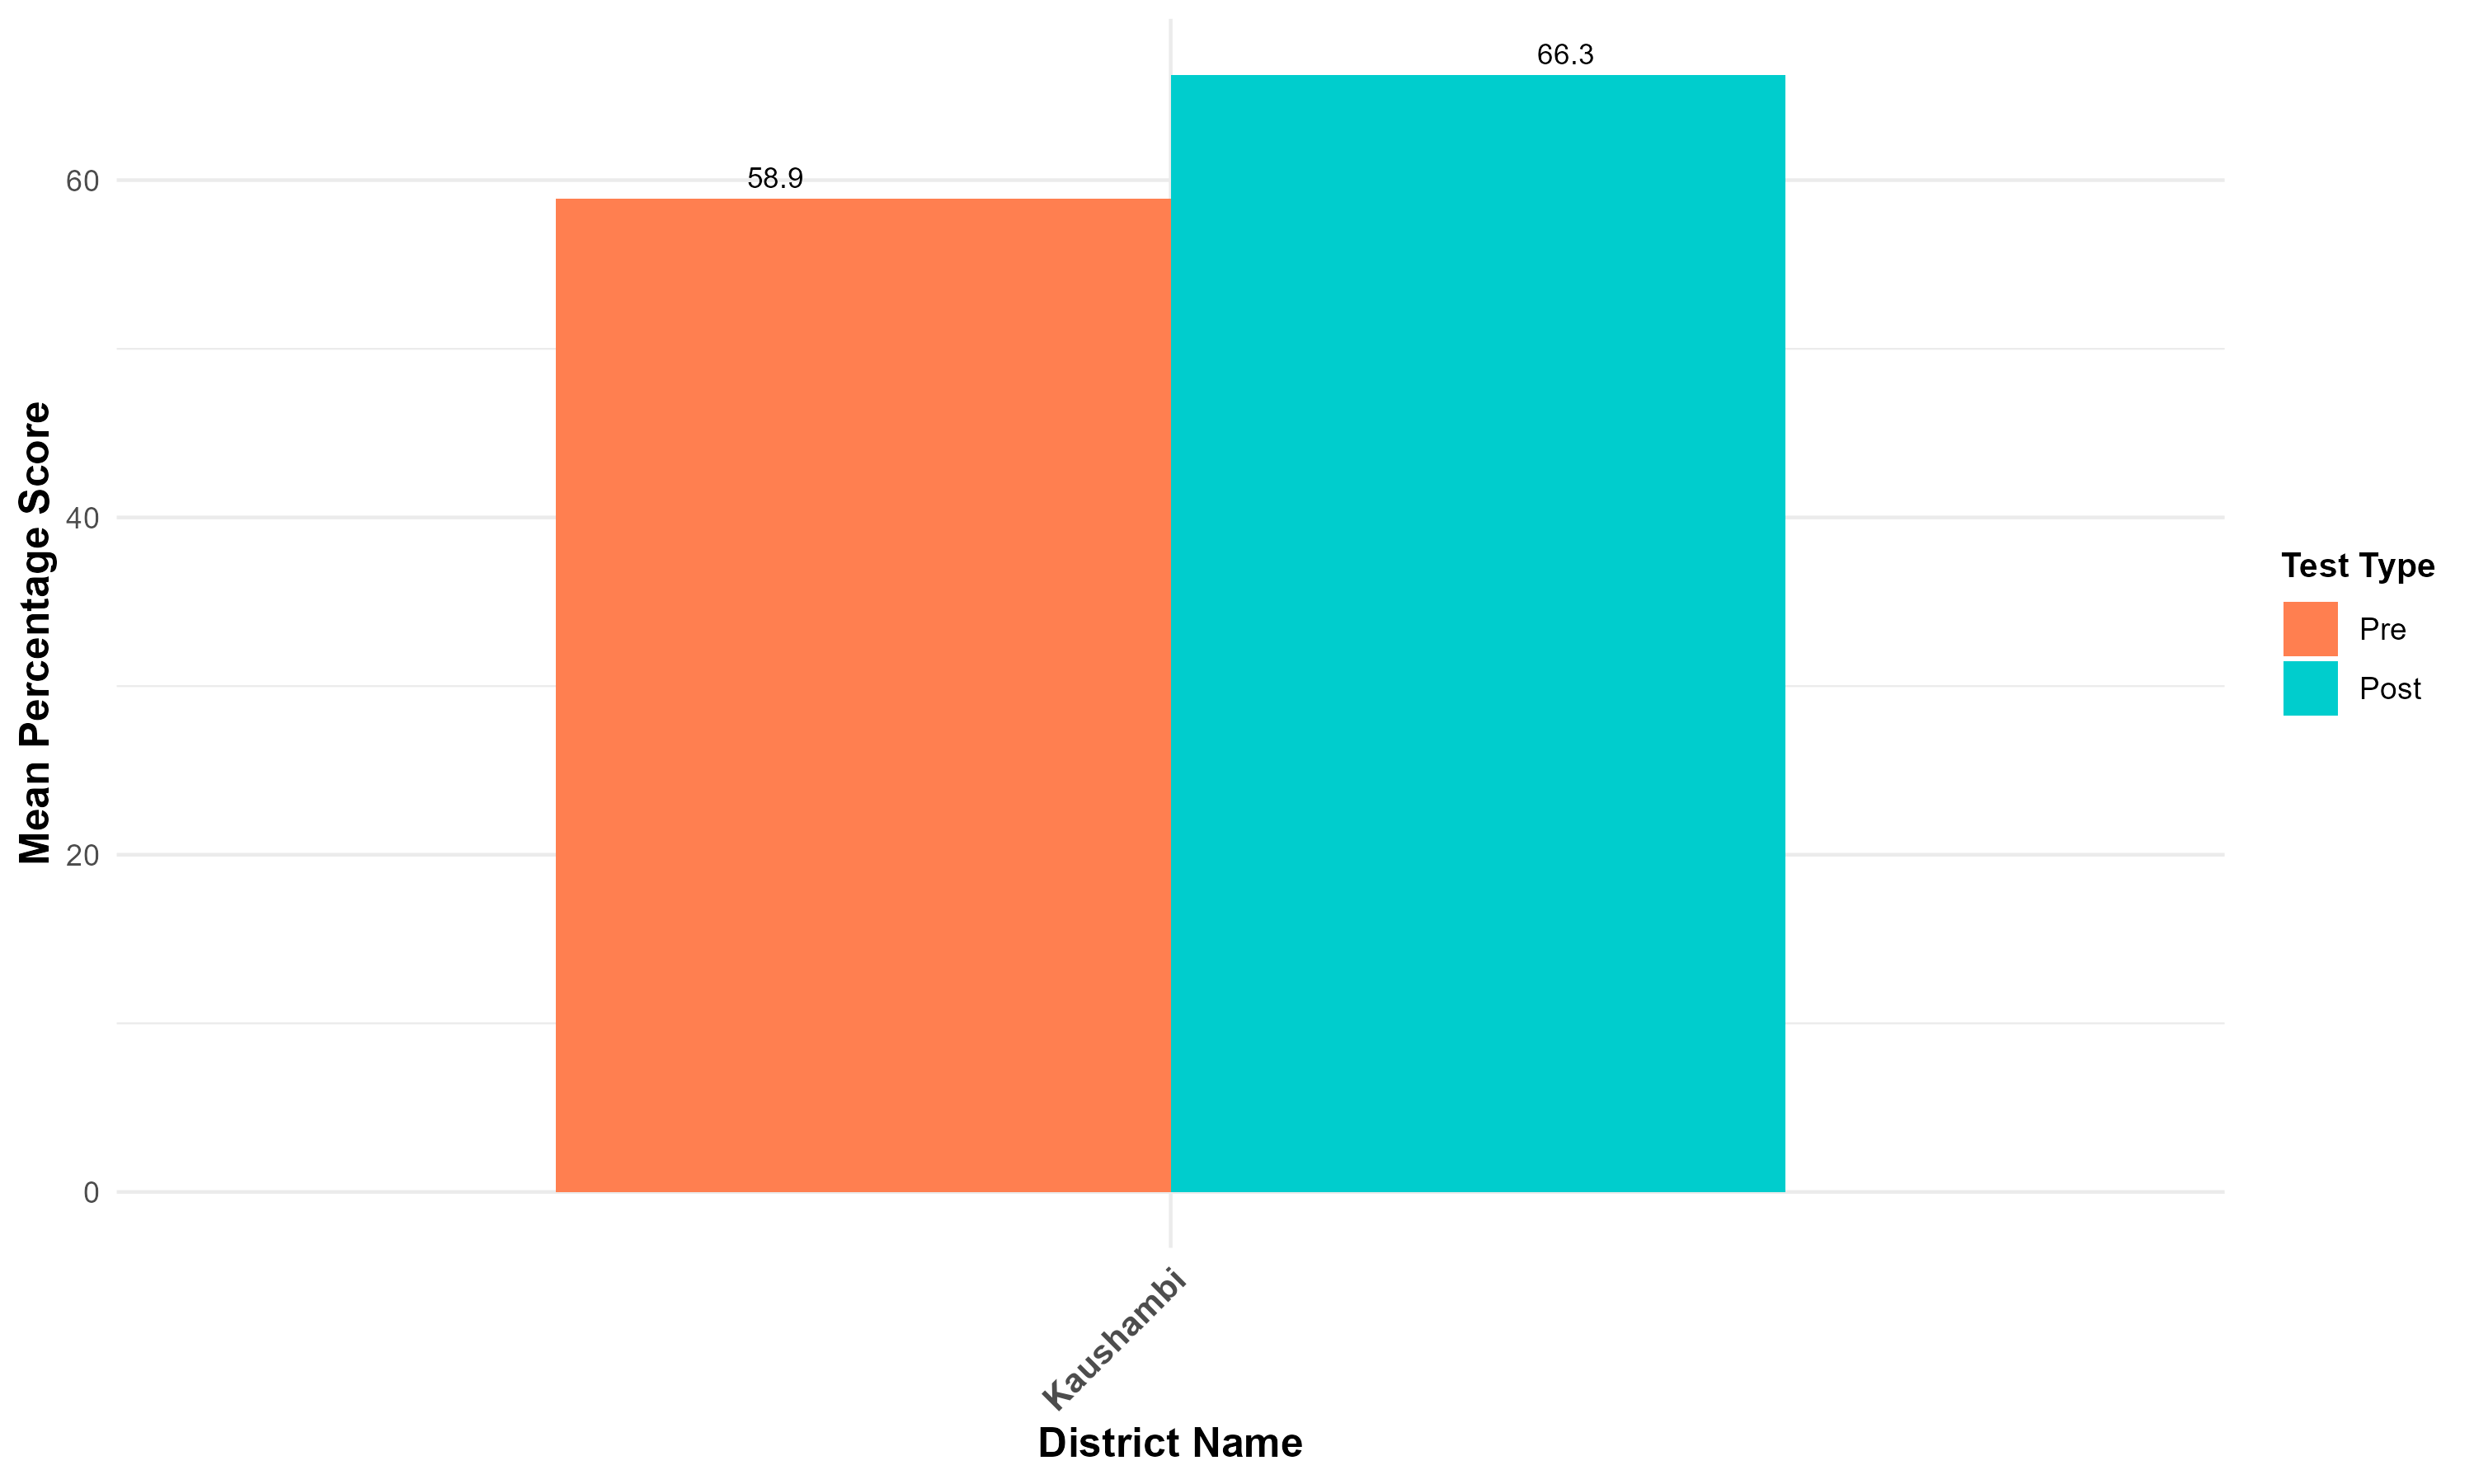 66.3
58.9
60
40
20
0
Mean Percentage Score
Kaushambi
District Name
Test Type
Pre
Post